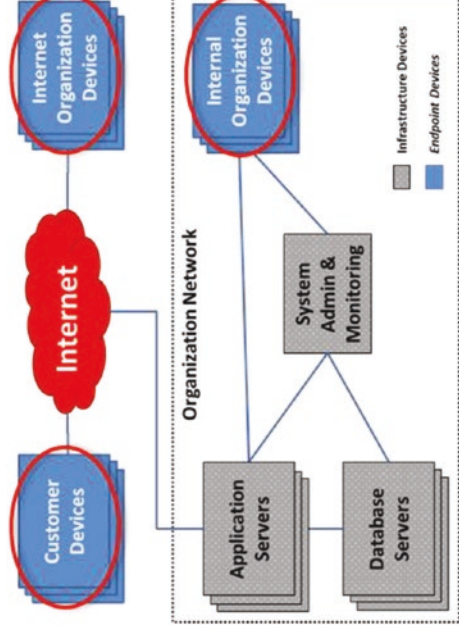 Customer
Devices
Internet
Internet
Organization
Devices
Organization Network
Application
Servers
Internal
Organization
Devices
System
Admin &
Monitoring
Database
Servers
Infrastructure Devices
Endpoint Devices